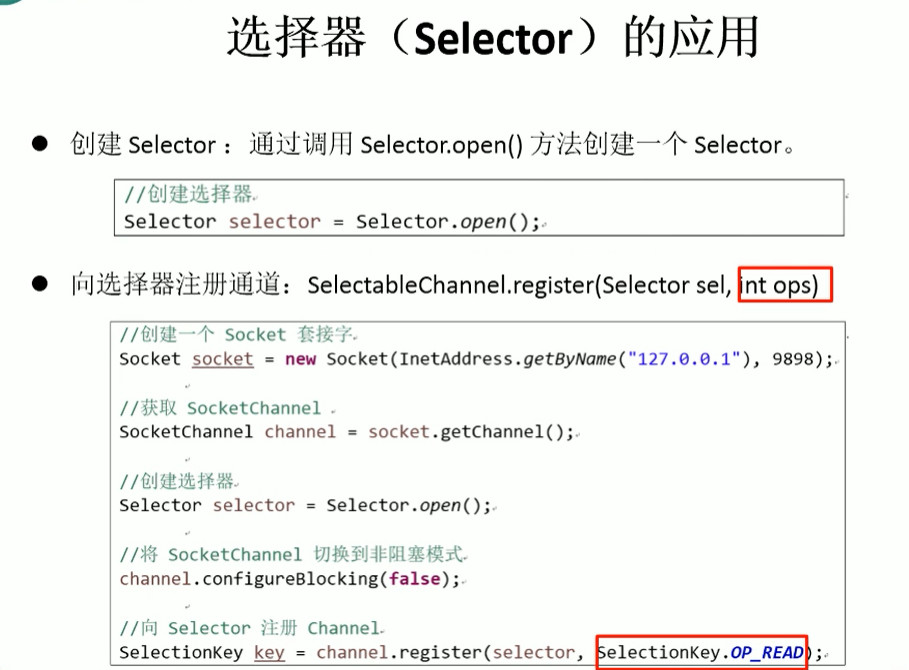 选择器（Selector）的应用
● 创建 Selector ：通过调用 Selector.open() 方法创建一个 Selector。
//创建选择器
Selector selector = Selector.open();
● 向选择器注册通道：SelectableChannel.register(Selector sel, int ops)
//创建一个 Socket 套接字
Socket socket = new Socket(InetAddress.getByName("127.0.0.1"), 9898);
//获取 SocketChannel
SocketChannel channel = socket.getChannel();
//创建选择器
Selector selector = Selector.open();
//将 SocketChannel 切换到非阻塞模式
channel.configureBlocking(false);
//向 Selector 注册 Channel
SelectionKey key = channel.register(selector, SelectionKey.OP_READ);